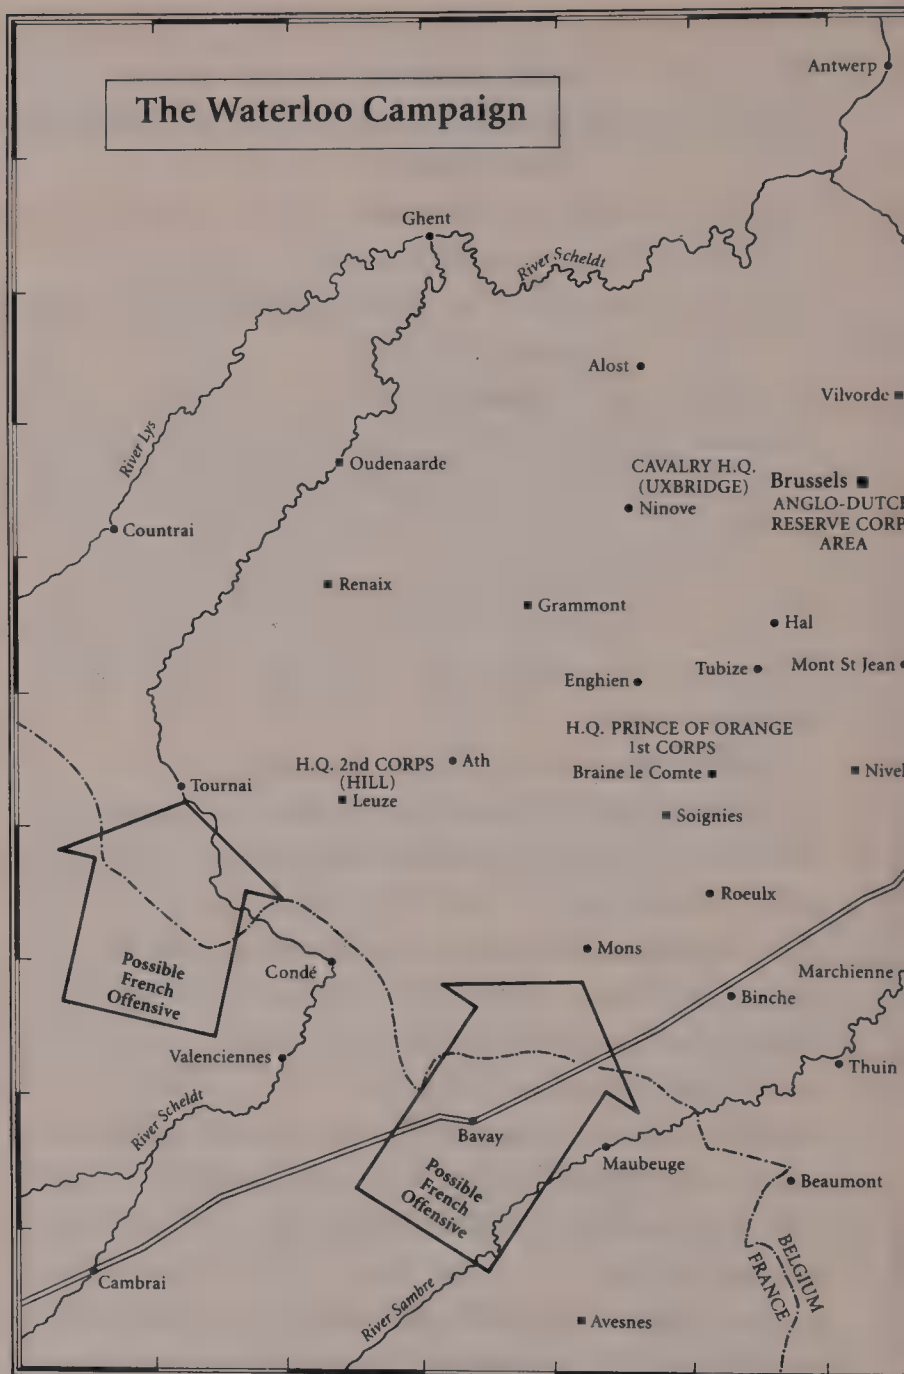 The Waterloo Campaign
Antwerp
Ghent
River Scheldt
Alost
Vilvorde
River Lys
Oudenaarde
CAVALRY H.Q.
(UXBRIDGE)
Ninove
Brussels
ANGLO-DUTCH
RESERVE CORP
AREA
Countrai
Renaix
Grammont
Hal
Enghien
Tubize
Mont St Jean
H.Q. PRINCE OF ORANGE
1st CORPS
Braine le Comte
H.Q. 2nd CORPS
(HILL)
Leuze
Ath
Tournai
Nivel
Soignies
Roeulx
Mons
Condé
Possible
French
Offensive
Marchienne
Binche
Valenciennes
Thuin
River Scheldt
Bavay
Maubeuge
Possible
French
Offensive
Beaumont
Cambrai
River Sambre
BELGIUM
FRANCE
Avesnes